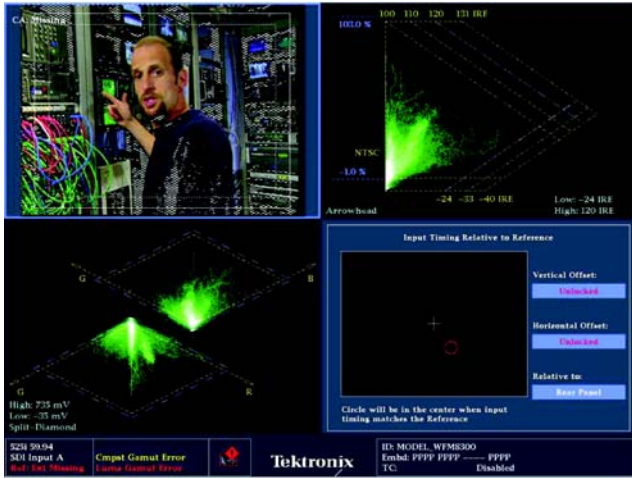 CA: Missing
100 110 120 131 IRE
103.0 %
NTSC
-1.0 %
-24 -33 -40 IRE
Low: -24 IRE
High: 120 IRE
Arrowhead
G
B
G
R
High: 735 mV
Low: -35 mV
Split-Diamond
Input Timing Relative to Reference
Vertical Offset:
Unlocked
Horizontal Offset:
Unlocked
Relative to:
Rear Panel
Circle will be in the center when input
timing matches the Reference
525i 59.94
SDI Input A
Ref: Ext Missing
Cmpst Gamut Error
Luma Gamut Error
Tektronix
ID: MODEL_WFM8300
Embd: PPPP PPPP ---- ---- PPPP
TC: Disabled